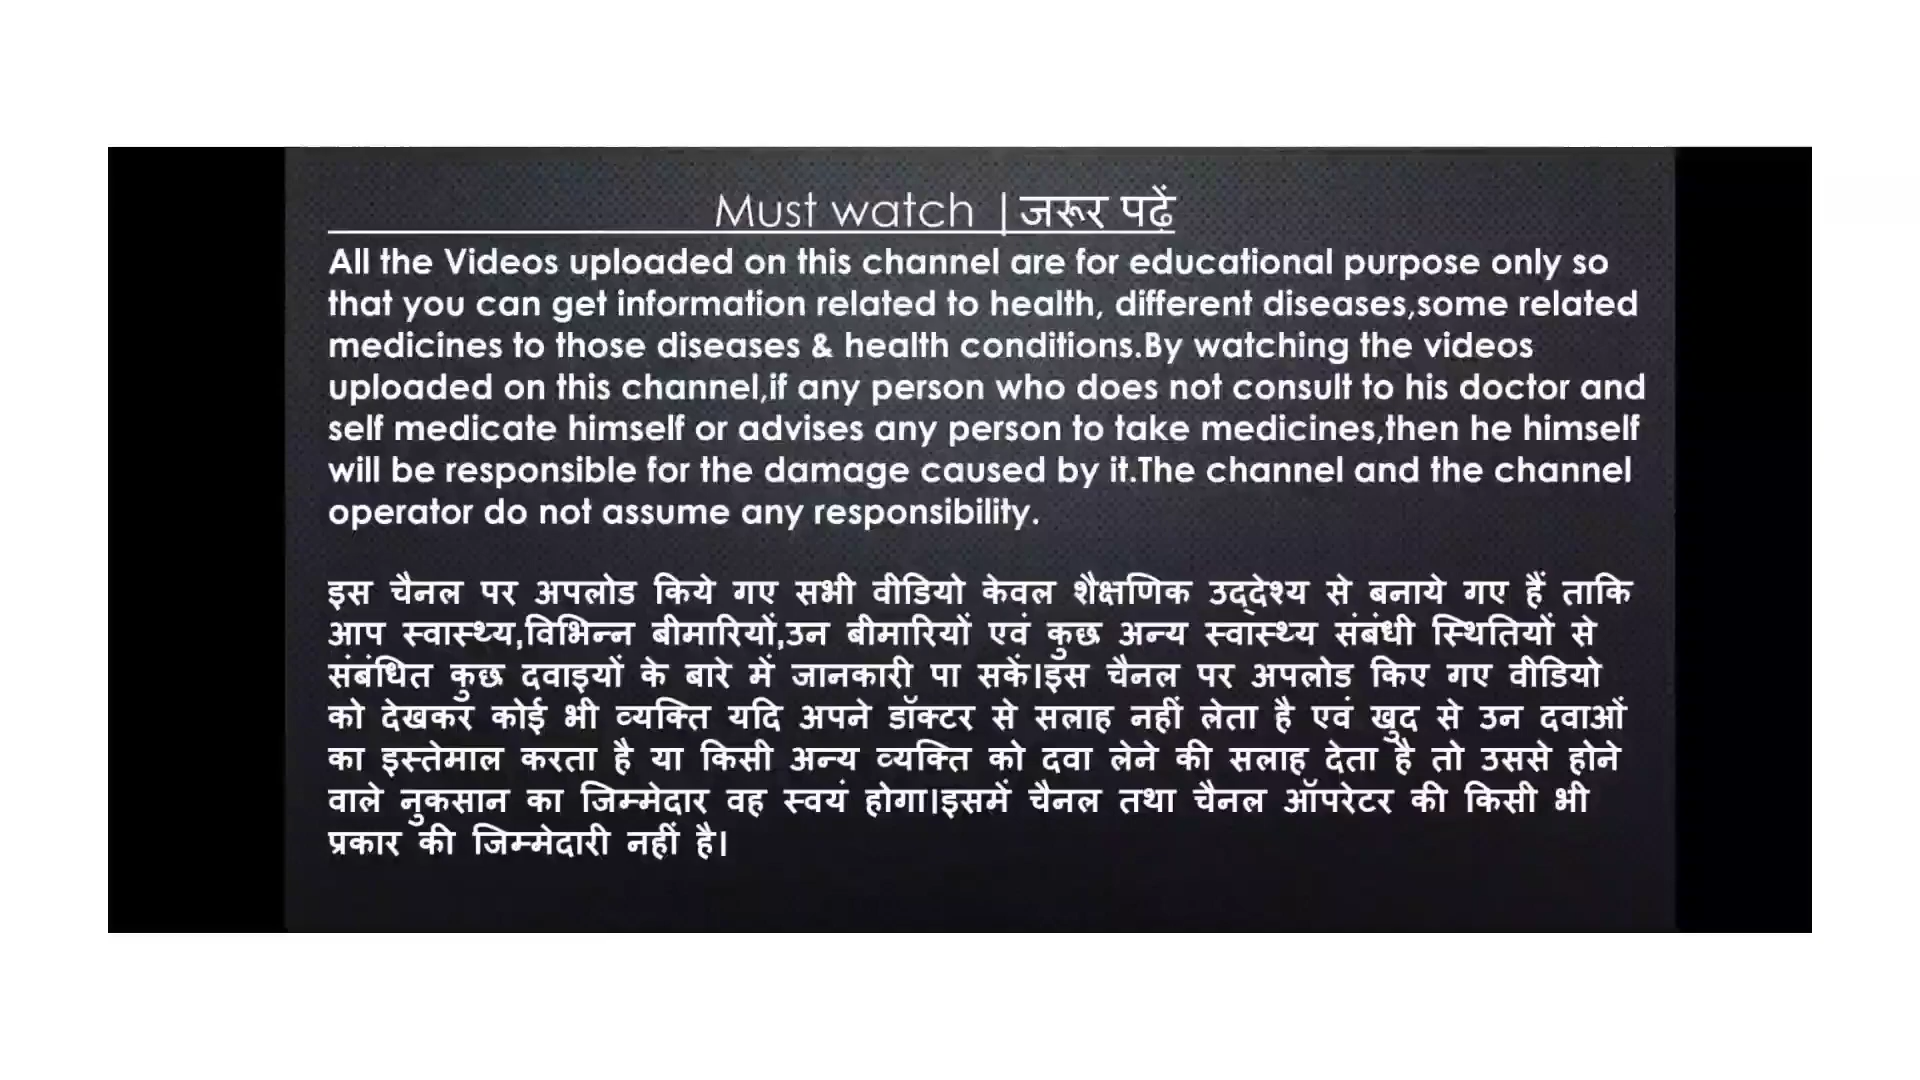 Must watch |जरूर पढ़ें
All the Videos uploaded on this channel are for educational purpose only so
that you can get information related to health, different diseases,some related
medicines to those diseases & health conditions.By watching the videos
uploaded on this channel,if any person who does not consult to his doctor and
self medicate himself or advises any person to take medicines,then he himself
will be responsible for the damage caused by it.The channel and the channel
operator do not assume any responsibility.
इस चैनल पर अपलोड किये गए सभी वीडियो केवल शैक्षणिक उद्देश्य से बनाये गए हैं ताकि
आप स्वास्थ्य,विभिन्न बीमारियों,उन बीमारियों एवं कुछ अन्य स्वास्थ्य संबंधी स्थितियों से
संबंधित कुछ दवाइयों के बारे में जानकारी पा सकें।इस चैनल पर अपलोड किए गए वीडियो
को देखकर कोई भी व्यक्ति यदि अपने डॉक्टर से सलाह नहीं लेता है एवं खुद से उन दवाओं
का इस्तेमाल करता है या किसी अन्य व्यक्ति को दवा लेने की सलाह देता है तो उससे होने
वाले नुकसान का जिम्मेदार वह स्वयं होगा।इसमें चैनल तथा चैनल ऑपरेटर की किसी भी
प्रकार की जिम्मेदारी नहीं है।